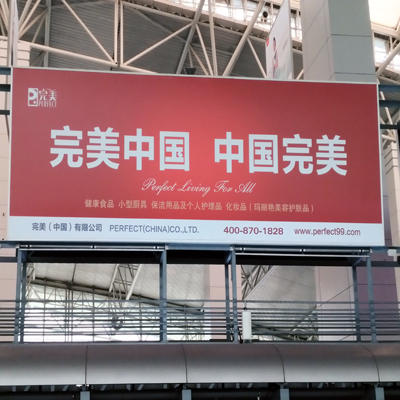 完美
PERFECT
完美中国 中国完美
Perfect Living For All
健康食品 小型厨具 保洁用品及个人护理品 化妆品（玛丽艳美容护肤品）
完美（中国）有限公司 PERFECT(CHINA)CO.,LTD. 400-870-1828 www.perfect99.com